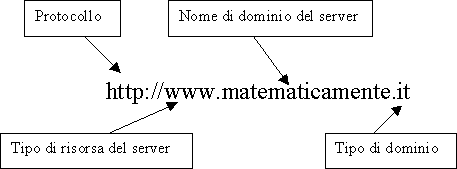 Protocollo
Nome di dominio del server
http://www.matematicamente.it
Tipo di risorsa del server
Tipo di dominio